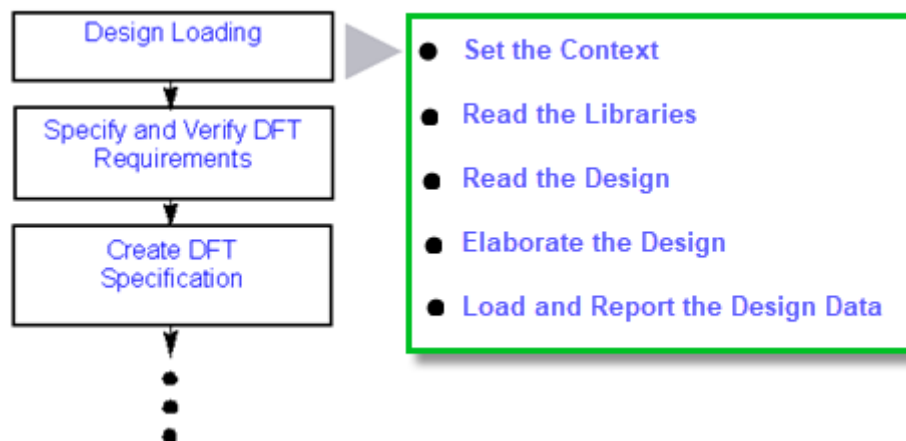 Design Loading
Specify and Verify DFT
Requirements
Create DFT
Specification
Set the Context
Read the Libraries
Read the Design
Elaborate the Design
Load and Report the Design Data